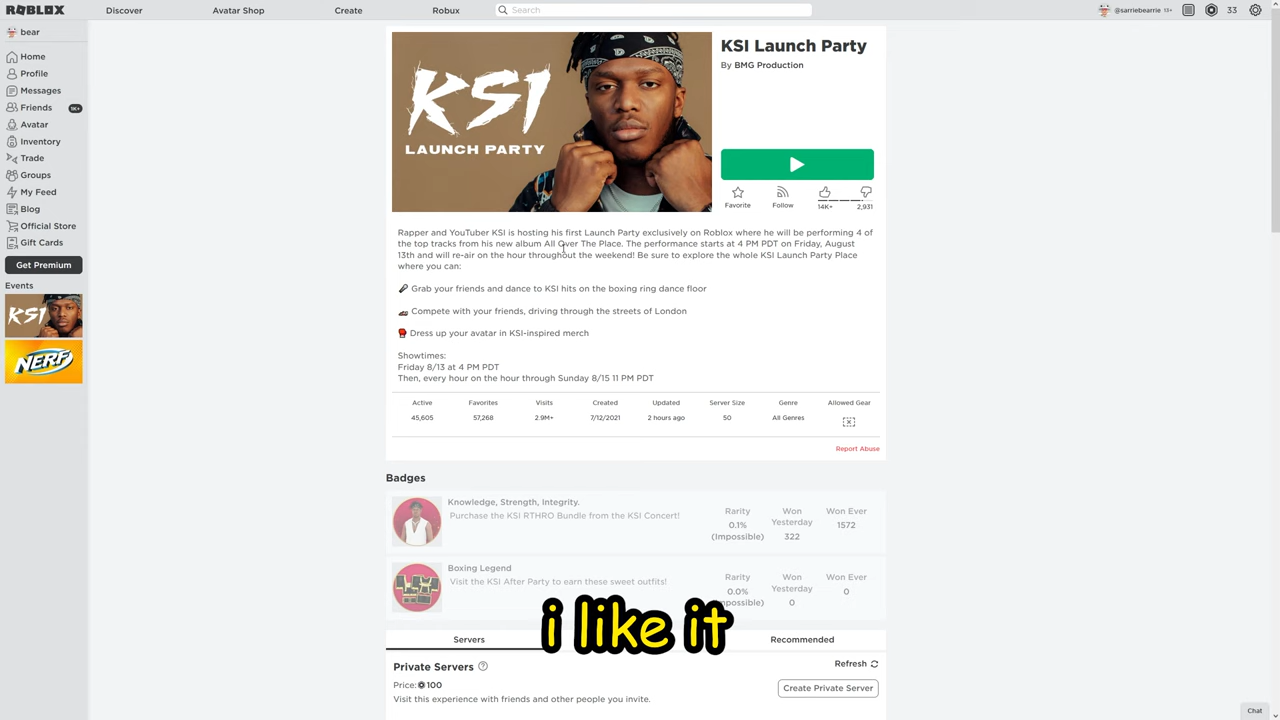 ROBLOX
Discover
Avatar Shop
Create
Robux
Search
@sarriebearrie 13+
33
bear
Home
Profile
Messages
Friends
1K+
Avatar
Inventory
Trade
Groups
My Feed
Blog
Official Store
Gift Cards
Get Premium
Events
KSI
NERF
KSI
LAUNCH PARTY
KSI Launch Party
By BMG Production
Favorite
Follow
14K+
2,931
Rapper and YouTuber KSI is hosting his first Launch Party exclusively on Roblox where he will be performing 4 of
the top tracks from his new album All Over The Place. The performance starts at 4 PM PDT on Friday, August
13th and will re-air on the hour throughout the weekend! Be sure to explore the whole KSI Launch Party Place
where you can:
🎤 Grab your friends and dance to KSI hits on the boxing ring dance floor
🏎️ Compete with your friends, driving through the streets of London
🥊 Dress up your avatar in KSI-inspired merch
Showtimes:
Friday 8/13 at 4 PM PDT
Then, every hour on the hour through Sunday 8/15 11 PM PDT
Active Favorites Visits Created Updated Server Size Genre Allowed Gear
45,605 57,268 2.9M+ 7/12/2021 2 hours ago 50 All Genres
Report Abuse
Badges
Knowledge, Strength, Integrity.
Purchase the KSI RTHRO Bundle from the KSI Concert!
Rarity
0.1%
(Impossible)
Won
Yesterday
322
Won Ever
1572
Boxing Legend
Visit the KSI After Party to earn these sweet outfits!
Rarity
0.0%
Won
Yesterday
0
Won Ever
0
i like it
Servers
Recommended
Private Servers
Refresh
Price: 100
Create Private Server
Visit this experience with friends and other people you invite.
Chat